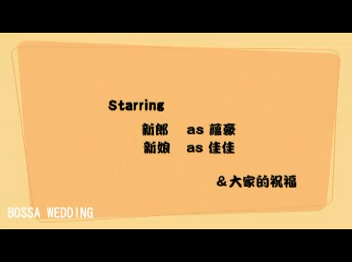 Starring
新郎 as 蘊豪
新娘 as 佳佳
&大家的祝福
BOSSA WEDDING